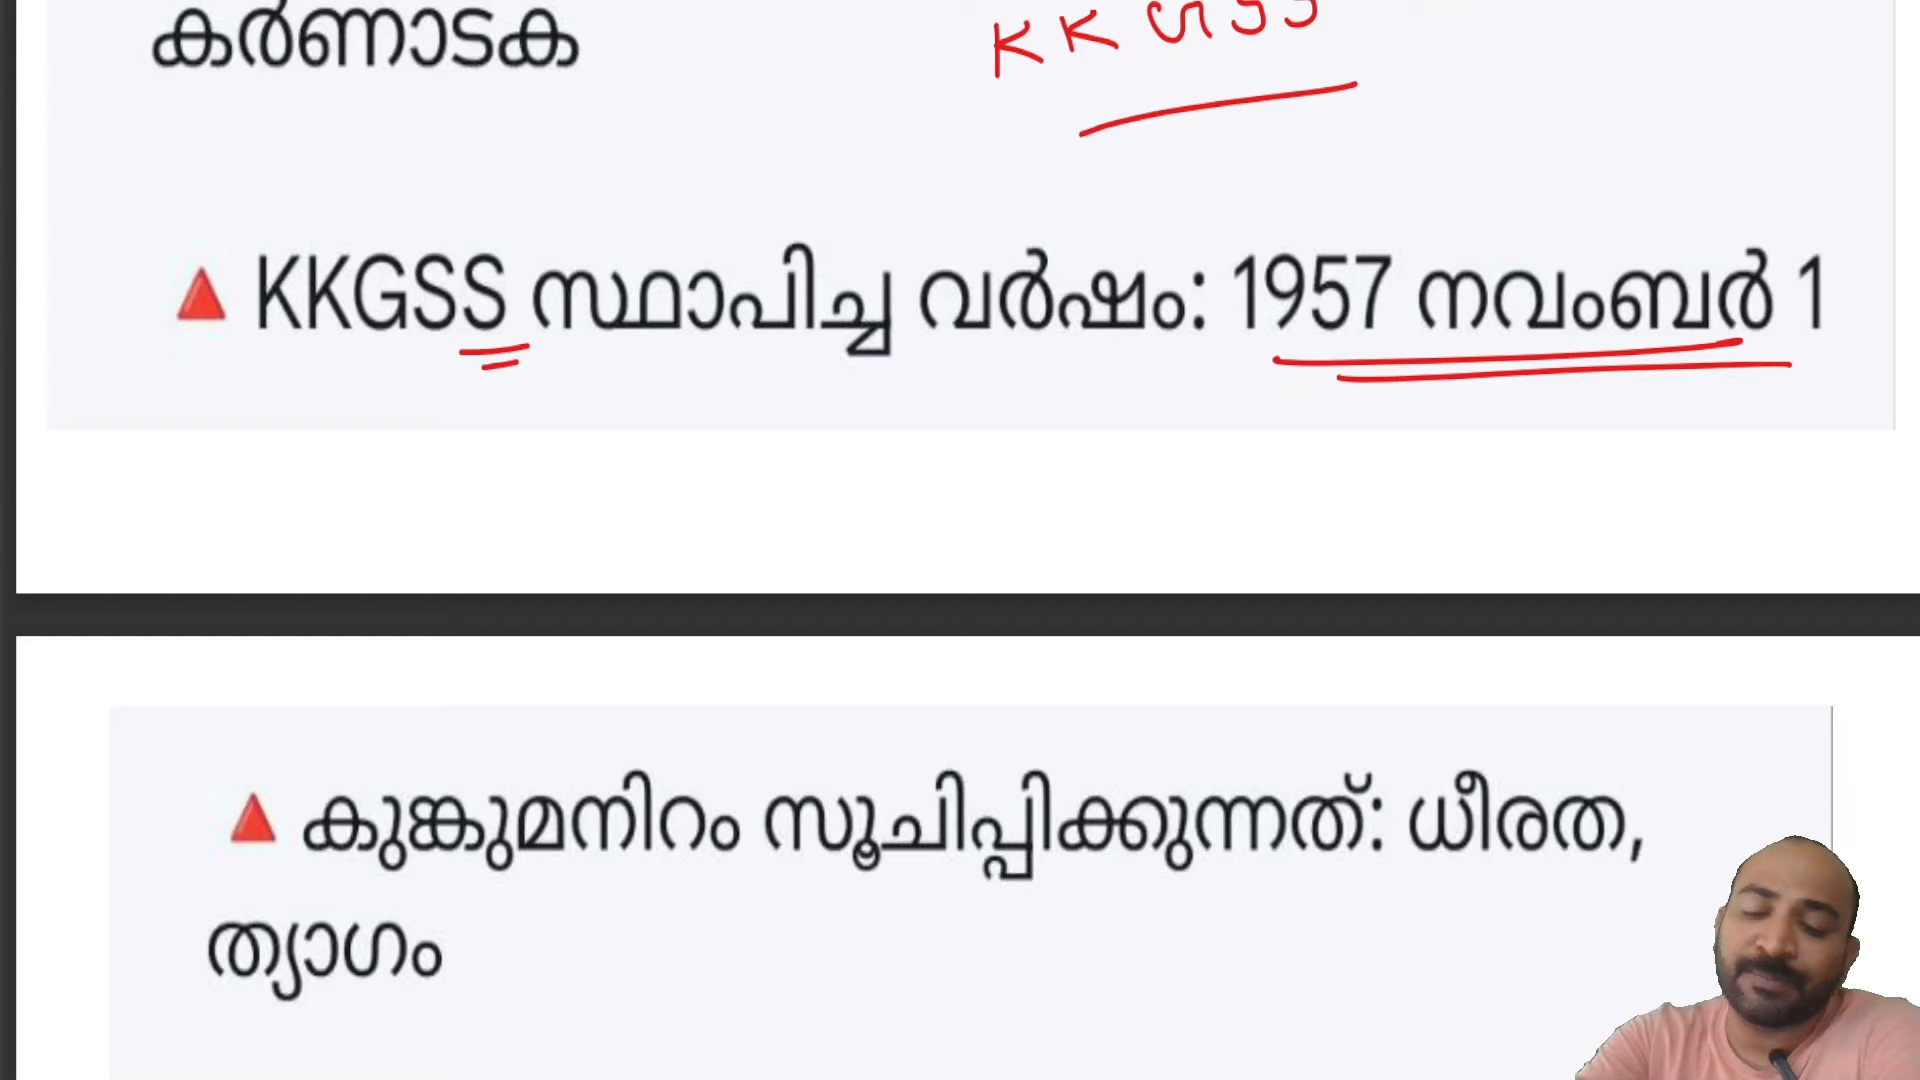 കർണാടക
KKGSS
🔺 KKGSS സ്ഥാപിച്ച വർഷം: 1957 നവംബർ 1
🔺 കുങ്കുമനിറം സൂചിപ്പിക്കുന്നത്: ധീരത,
ത്യാഗം